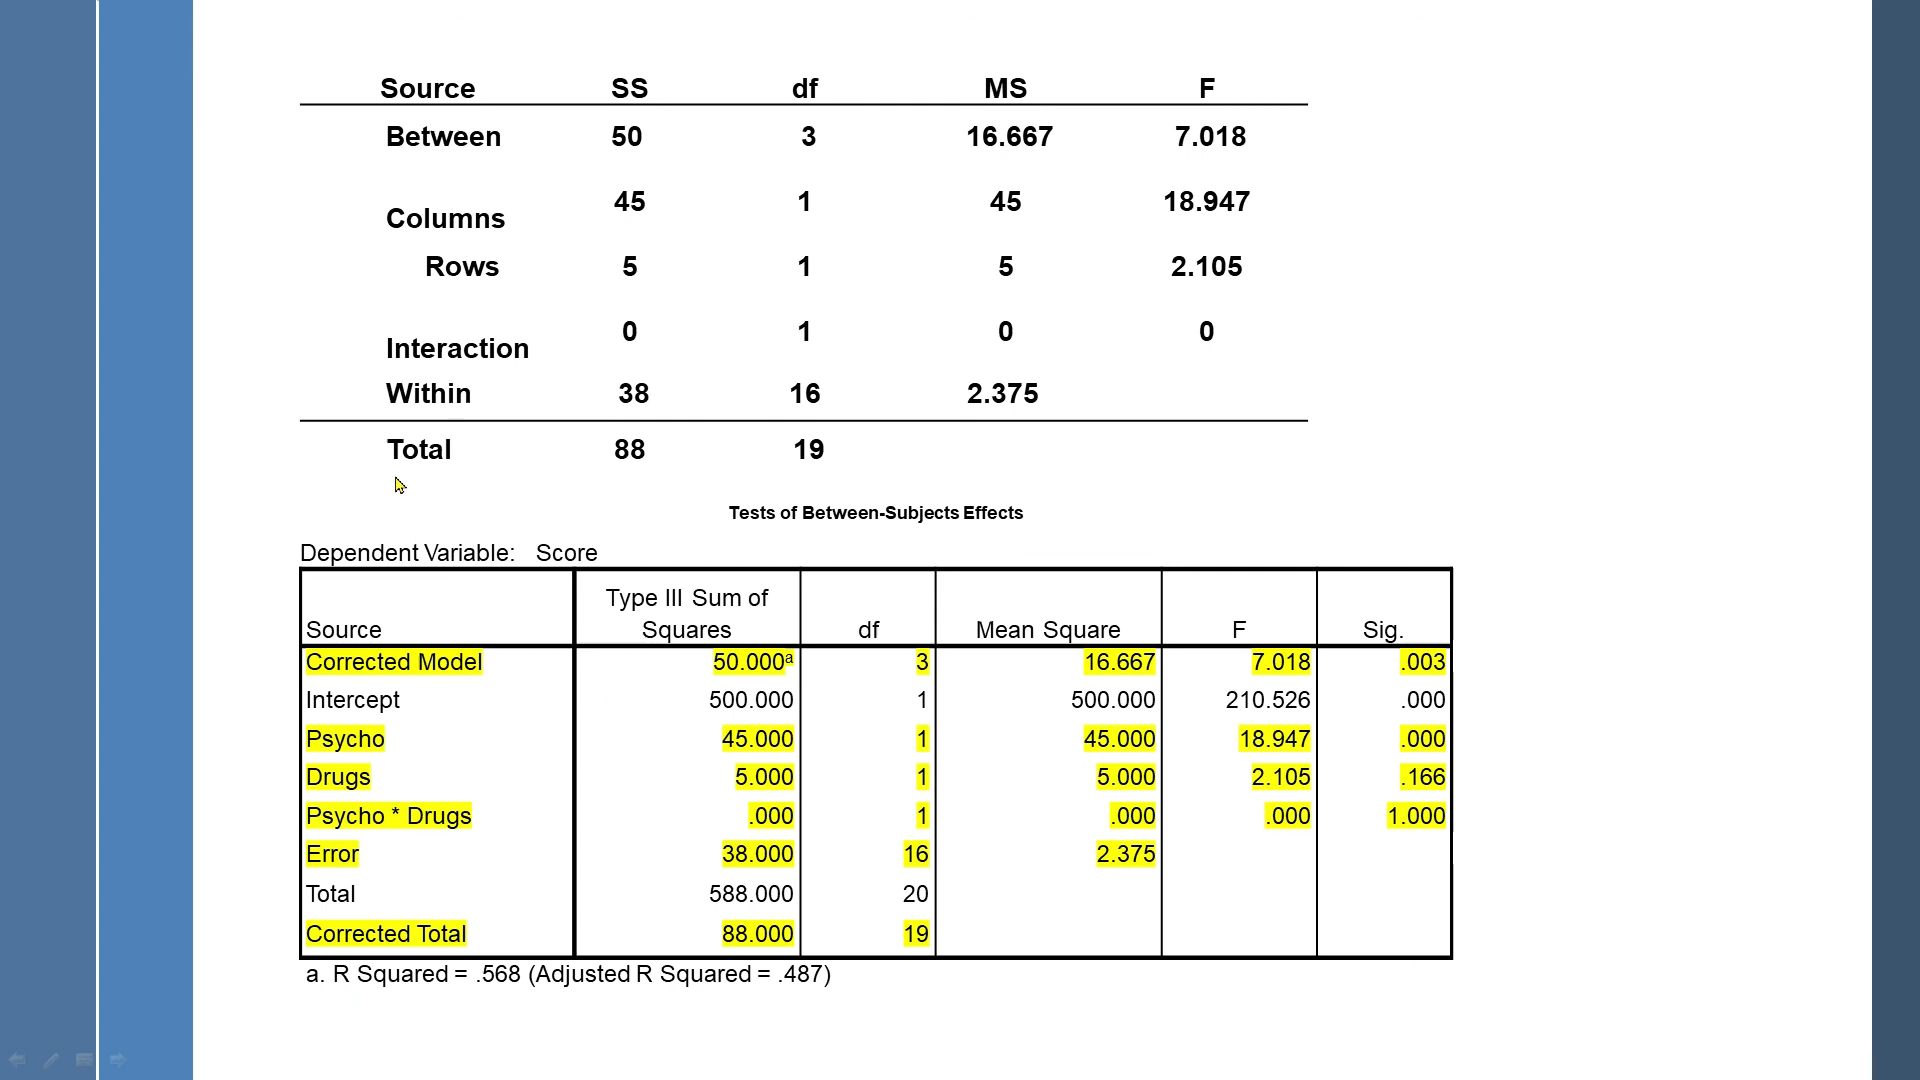 Source SS df MS F
Between 50 3 16.667 7.018
Columns 45 1 45 18.947
Rows 5 1 5 2.105
Interaction 0 1 0 0
Within 38 16 2.375
Total 88 19
Tests of Between-Subjects Effects
Dependent Variable: Score
Source Type III Sum of Squares df Mean Square F Sig.
Corrected Model 50.000a 3 16.667 7.018 .003
Intercept 500.000 1 500.000 210.526 .000
Psycho 45.000 1 45.000 18.947 .000
Drugs 5.000 1 5.000 2.105 .166
Psycho * Drugs .000 1 .000 .000 1.000
Error 38.000 16 2.375
Total 588.000 20
Corrected Total 88.000 19
a. R Squared = .568 (Adjusted R Squared = .487)